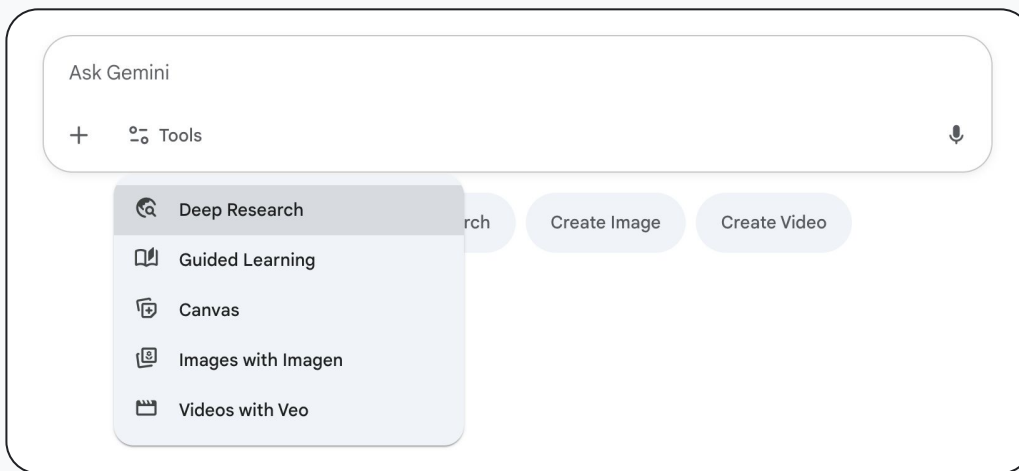 Ask Gemini
Tools
Deep Research
rch
Create Image
Create Video
Guided Learning
Canvas
Images with Imagen
Videos with Veo